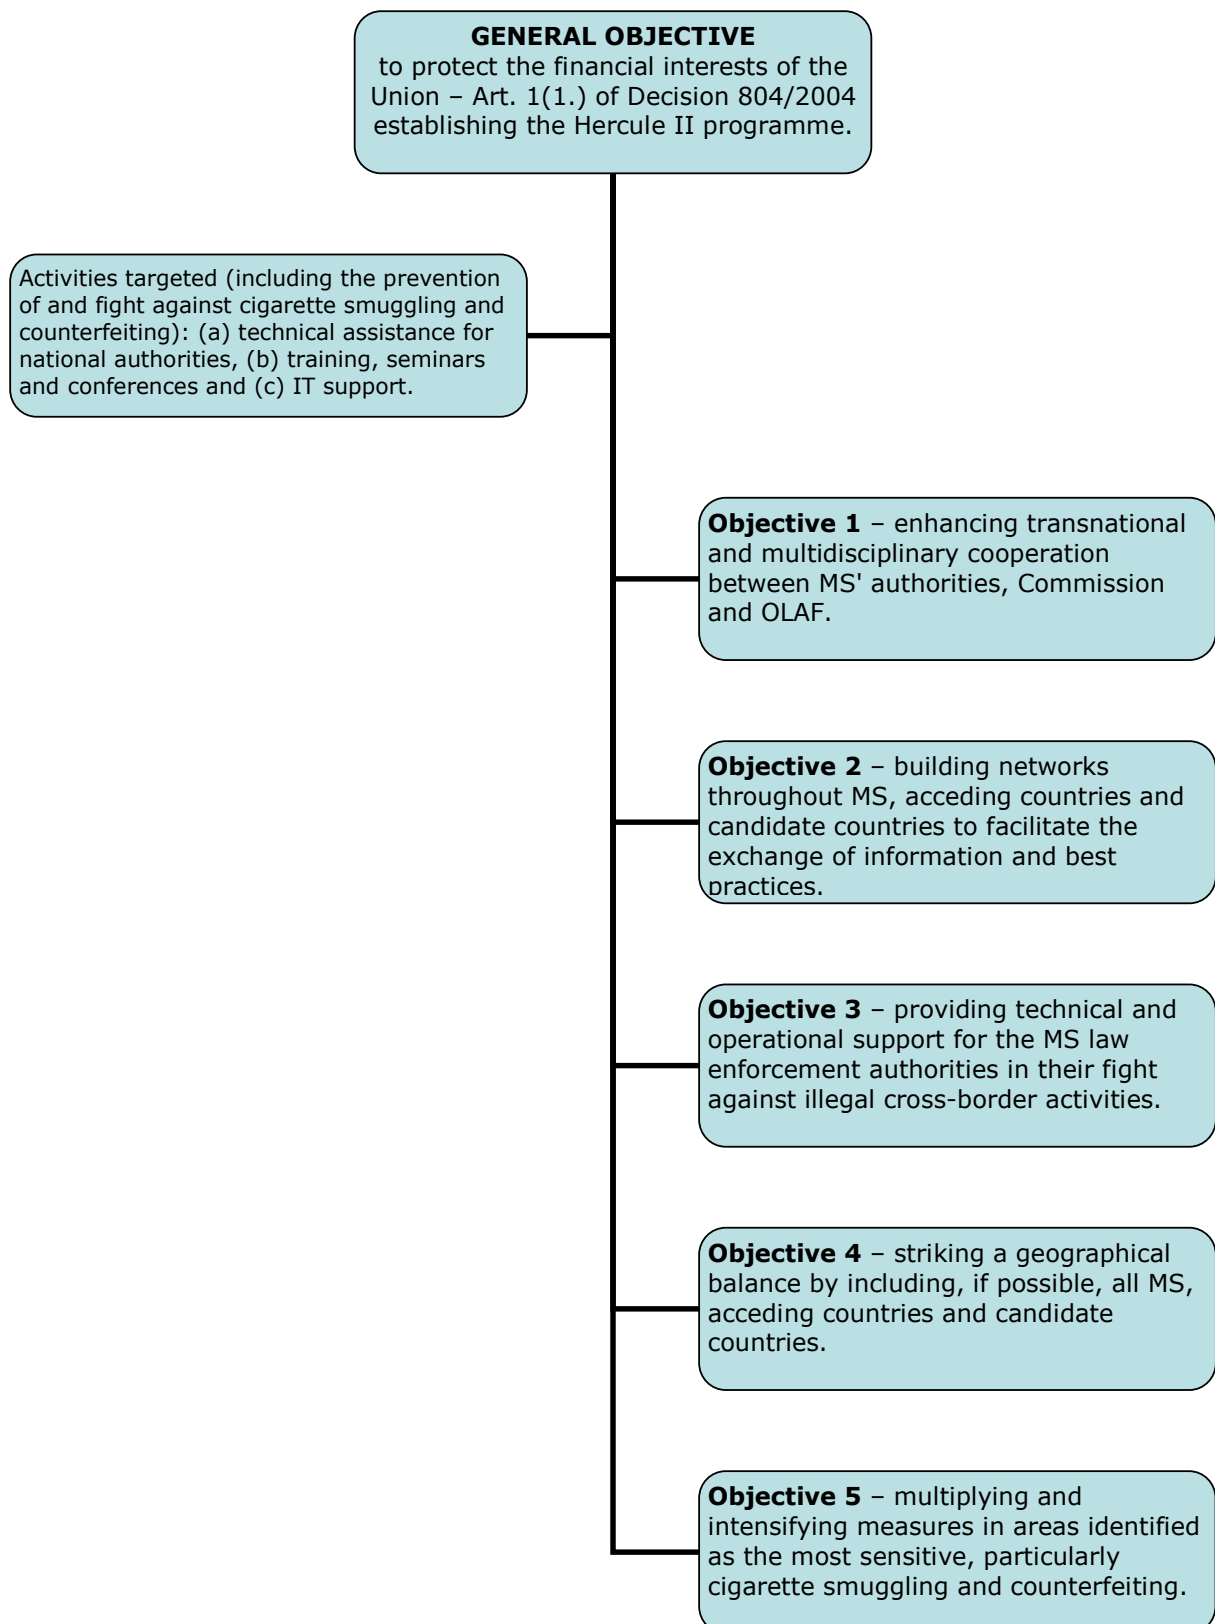 GENERAL OBJECTIVE
to protect the financial interests of the
Union – Art. 1(1.) of Decision 804/2004
establishing the Hercule II programme.
Activities targeted (including the prevention
of and fight against cigarette smuggling and
counterfeiting): (a) technical assistance for
national authorities, (b) training, seminars
and conferences and (c) IT support.
Objective 1 – enhancing transnational
and multidisciplinary cooperation
between MS' authorities, Commission
and OLAF.
Objective 2 – building networks
throughout MS, acceding countries and
candidate countries to facilitate the
exchange of information and best
practices.
Objective 3 – providing technical and
operational support for the MS law
enforcement authorities in their fight
against illegal cross-border activities.
Objective 4 – striking a geographical
balance by including, if possible, all MS,
acceding countries and candidate
countries.
Objective 5 – multiplying and
intensifying measures in areas identified
as the most sensitive, particularly
cigarette smuggling and counterfeiting.